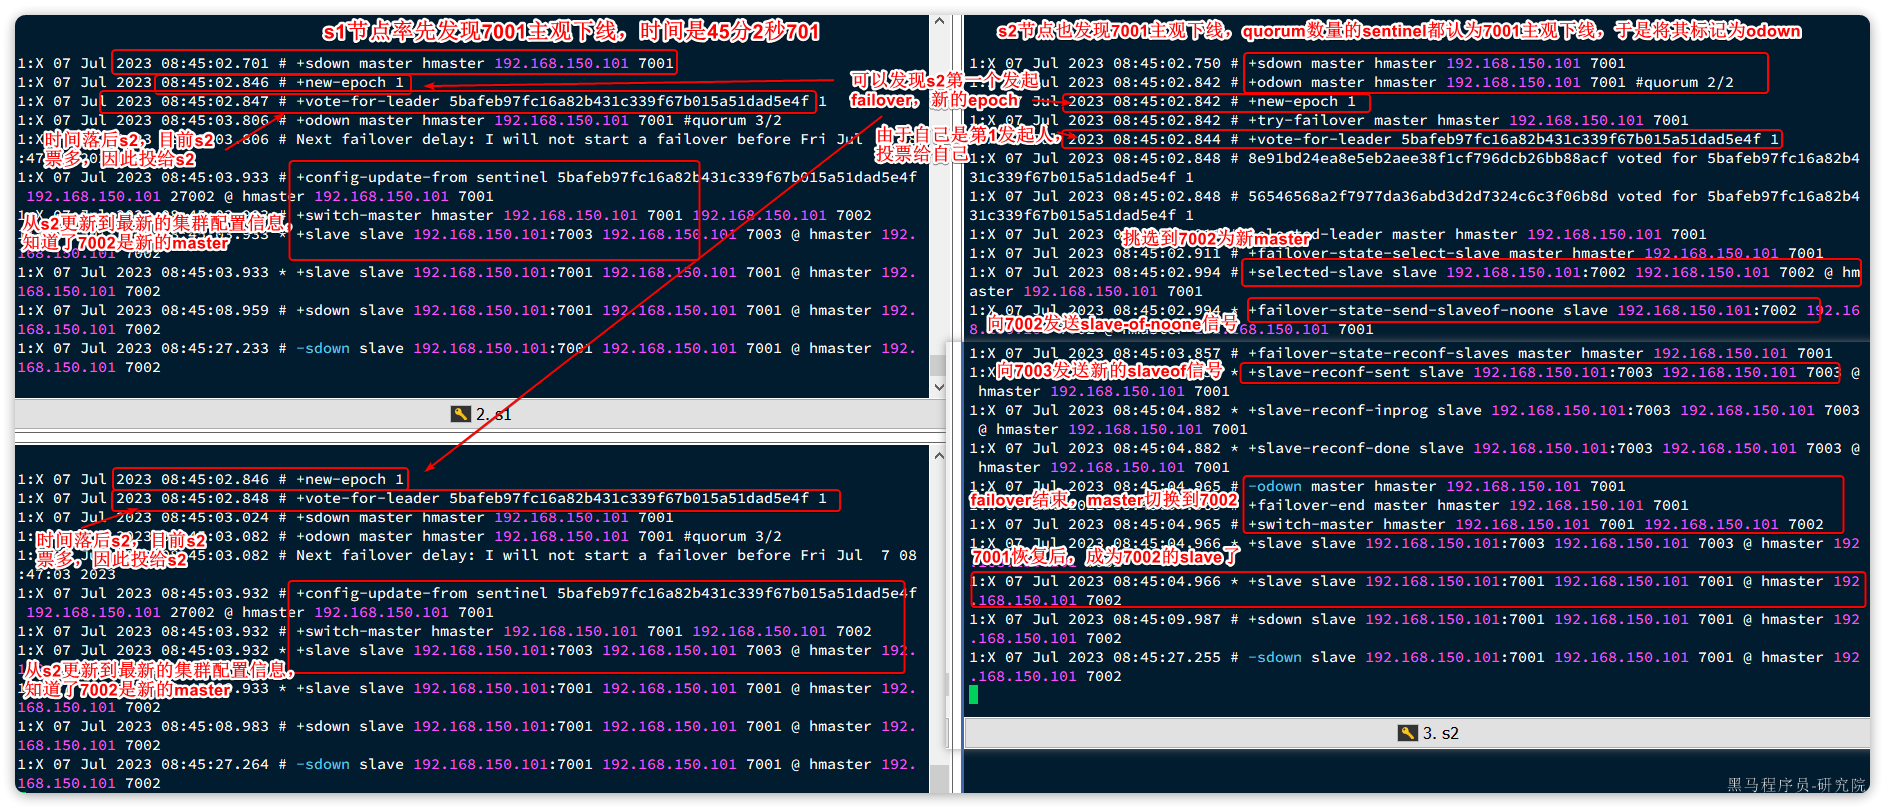 s1节点率先发现7001主观下线，时间是45分2秒701
1:X 07 Jul 2023 08:45:02.701 # +sdown master hmaster 192.168.150.101 7001
1:X 07 Jul 2023 08:45:02.846 # +new-epoch 1
1:X 07 Jul 2023 08:45:02.847 # +vote-for-leader 5bafeb97fc16a82b431c339f67b015a51dad5e4f 1
2023 08:45:03.806 # +odown master hmaster 192.168.150.101 7001 #quorum 3/2
时间落后s2，目前s2
票多，因此投给s2
.806 # Next failover delay: I will not start a failover before Fri Jul
:47: 2023
1:X 07 Jul 2023 08:45:03.933 # +config-update-from sentinel 5bafeb97fc16a82b431c339f67b015a51dad5e4f
192.168.150.101 27002 @ hmaster 192.168.150.101 7001
+switch-master hmaster 192.168.150.101 7001 192.168.150.101 7002
从s2更新到最新的集群配置信息，
知道了7002是新的master
.933 * +slave slave 192.168.150.101:7003 192.168.150.101 7003 @ hmaster 192.
168.150.101 7002
1:X 07 Jul 2023 08:45:03.933 * +slave slave 192.168.150.101:7001 192.168.150.101 7001 @ hmaster 192.
168.150.101 7002
1:X 07 Jul 2023 08:45:08.959 # +sdown slave 192.168.150.101:7001 192.168.150.101 7001 @ hmaster 192.
168.150.101 7002
1:X 07 Jul 2023 08:45:27.233 # -sdown slave 192.168.150.101:7001 192.168.150.101 7001 @ hmaster 192.
168.150.101 7002
2. s1
1:X 07 Jul 2023 08:45:02.846 # +new-epoch 1
1:X 07 Jul 2023 08:45:02.848 # +vote-for-leader 5bafeb97fc16a82b431c339f67b015a51dad5e4f 1
1:X 07 Jul 2023 08:45:03.024 # +sdown master hmaster 192.168.150.101 7001
2023 08:45:03.082 # +odown master hmaster 192.168.150.101 7001 #quorum 3/2
时间落后s2，目前s2
票多，因此投给s2
45:03.082 # Next failover delay: I will not start a failover before Fri Jul  7 08
:47:03 2023
1:X 07 Jul 2023 08:45:03.932 # +config-update-from sentinel 5bafeb97fc16a82b431c339f67b015a51dad5e4f
192.168.150.101 27002 @ hmaster 192.168.150.101 7001
1:X 07 Jul 2023 08:45:03.932 # +switch-master hmaster 192.168.150.101 7001 192.168.150.101 7002
1:X 07 Jul 2023 08:45:03.932 * +slave slave 192.168.150.101:7003 192.168.150.101 7003 @ hmaster 192.
从s2更新到最新的集群配置信息，
知道了7002是新的master
.933 * +slave slave 192.168.150.101:7001 192.168.150.101 7001 @ hmaster 192.
168.150.101 7002
1:X 07 Jul 2023 08:45:08.983 # +sdown slave 192.168.150.101:7001 192.168.150.101 7001 @ hmaster 192.
168.150.101 7002
1:X 07 Jul 2023 08:45:27.264 # -sdown slave 192.168.150.101:7001 192.168.150.101 7001 @ hmaster 192.
168.150.101 7002
s2节点也发现7001主观下线，quorum数量的sentinel都认为7001主观下线，于是将其标记为odown
1:X 07 Jul 2023 08:45:02.750 # +sdown master hmaster 192.168.150.101 7001
1:X 07 Jul 2023 08:45:02.842 # +odown master hmaster 192.168.150.101 7001 #quorum 2/2
可以发现s2第一个发起
failover，新的epoch
Jul 2023 08:45:02.842 # +new-epoch 1
2023 08:45:02.842 # +try-failover master hmaster 192.168.150.101 7001
由于自己是第1发起人，
投票给自己
2023 08:45:02.844 # +vote-for-leader 5bafeb97fc16a82b431c339f67b015a51dad5e4f 1
1:X 07 Jul 2023 08:45:02.848 # 8e91bd24ea8e5eb2aee38f1cf796dcb26bb88acf voted for 5bafeb97fc16a82b4
31c339f67b015a51dad5e4f 1
1:X 07 Jul 2023 08:45:02.848 # 56546568a2f7977da36abd3d2d7324c6c3f06b8d voted for 5bafeb97fc16a82b4
31c339f67b015a51dad5e4f 1
1:X 07 Jul 2023 08:45:02. -leader master hmaster 192.168.150.101 7001
挑选到7002为新master
1:X 07 Jul 2023 08:45:02.911 # +failover-state-select-slave master hmaster 192.168.150.101 7001
1:X 07 Jul 2023 08:45:02.994 # +selected-slave slave 192.168.150.101:7002 192.168.150.101 7002 @ hm
aster 192.168.150.101 7001
1:X 07 Jul 2023 08:45:02.994 * +failover-state-send-slaveof-noone slave 192.168.150.101:7002 192.16
向7002发送slave-of-noone信号
.168.150.101 7001
1:X 07 Jul 2023 08:45:03.857 # +failover-state-reconf-slaves master hmaster 192.168.150.101 7001
向7003发送新的slaveof信号
* +slave-reconf-sent slave 192.168.150.101:7003 192.168.150.101 7003 @
hmaster 192.168.150.101 7001
1:X 07 Jul 2023 08:45:04.882 * +slave-reconf-inprog slave 192.168.150.101:7003 192.168.150.101 7003
@ hmaster 192.168.150.101 7001
1:X 07 Jul 2023 08:45:04.882 * +slave-reconf-done slave 192.168.150.101:7003 192.168.150.101 7003 @
hmaster 192.168.150.101 7001
1:X 07 Jul 2023 08:45:04.965 # -odown master hmaster 192.168.150.101 7001
failover结束，master切换到7002
+failover-end master hmaster 192.168.150.101 7001
1:X 07 Jul 2023 08:45:04.965 # +switch-master hmaster 192.168.150.101 7001 192.168.150.101 7002
1:X 07 Jul 2023 08:45:04.966 * +slave slave 192.168.150.101:7003 192.168.150.101 7003 @ hmaster 192
7001恢复后，成为7002的slave了
1:X 07 Jul 2023 08:45:04.966 * +slave slave 192.168.150.101:7001 192.168.150.101 7001 @ hmaster 192
.168.150.101 7002
1:X 07 Jul 2023 08:45:09.987 # +sdown slave 192.168.150.101:7001 192.168.150.101 7001 @ hmaster 192
.168.150.101 7002
1:X 07 Jul 2023 08:45:27.255 # -sdown slave 192.168.150.101:7001 192.168.150.101 7001 @ hmaster 192
.168.150.101 7002
3. s2
黑马程序员-研究院